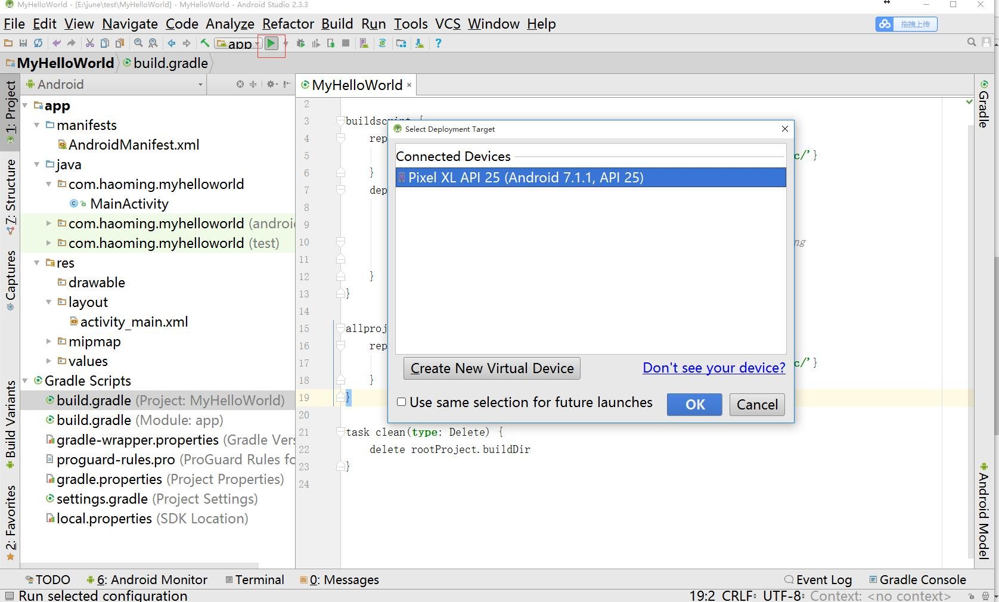 MyHelloWorld - [E:\june\test\MyHelloWorld] - MyHelloWorld - Android Studio 2.3.3
File Edit View Navigate Code Analyze Refactor Build Run Tools VCS Window Help
拖拽上传
app
MyHelloWorld build.gradle
1: Project
7: Structure
Captures
Build Variants
2: Favorites
Android
app
manifests
AndroidManifest.xml
java
com.haoming.myhelloworld
MainActivity
com.haoming.myhelloworld (androi
com.haoming.myhelloworld (test)
res
drawable
layout
activity_main.xml
mipmap
values
Gradle Scripts
build.gradle (Project: MyHelloWorld)
build.gradle (Module: app)
gradle-wrapper.properties (Gradle Vers
proguard-rules.pro (ProGuard Rules fo
gradle.properties (Project Properties)
settings.gradle (Project Settings)
local.properties (SDK Location)
MyHelloWorld
2
3 buildscript {
4 rep
5 c/'}
6 }
7 dep
8
9
10 ng
11
12 }
13 }
14
15 allproj
16 rep
17 c/'}
18 }
19 }
20
21 task clean(type: Delete) {
22 delete rootProject.buildDir
23 }
24
Select Deployment Target
Connected Devices
Pixel XL API 25 (Android 7.1.1, API 25)
Create New Virtual Device
Don't see your device?
Use same selection for future launches
OK
Cancel
Gradle
Android Model
TODO 6: Android Monitor Terminal 0: Messages Event Log Gradle Console
Run selected configuration 19:2 CRLF: UTF-8: Context: <no context>